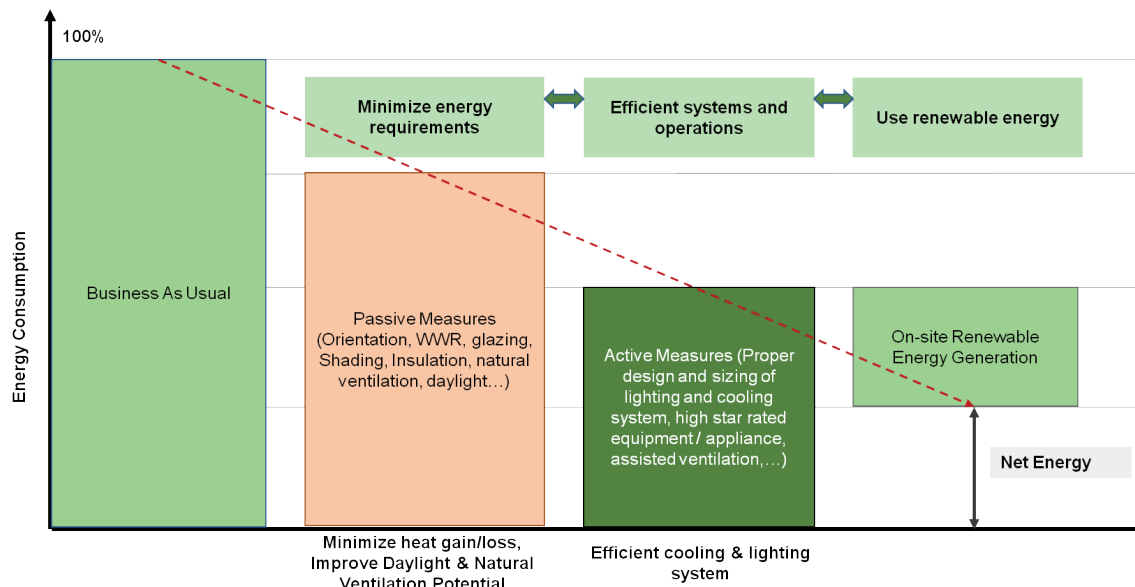 100%
Minimize energy
requirements
Efficient systems and
operations
Use renewable energy
Energy Consumption
Business As Usual
Passive Measures
(Orientation, WWR, glazing,
Shading, Insulation, natural
ventilation, daylight…)
Active Measures (Proper
design and sizing of
lighting and cooling
system, high star rated
equipment / appliance,
assisted ventilation,…)
On-site Renewable
Energy Generation
Net Energy
Minimize heat gain/loss,
Improve Daylight & Natural
Ventilation Potential
Efficient cooling & lighting
system